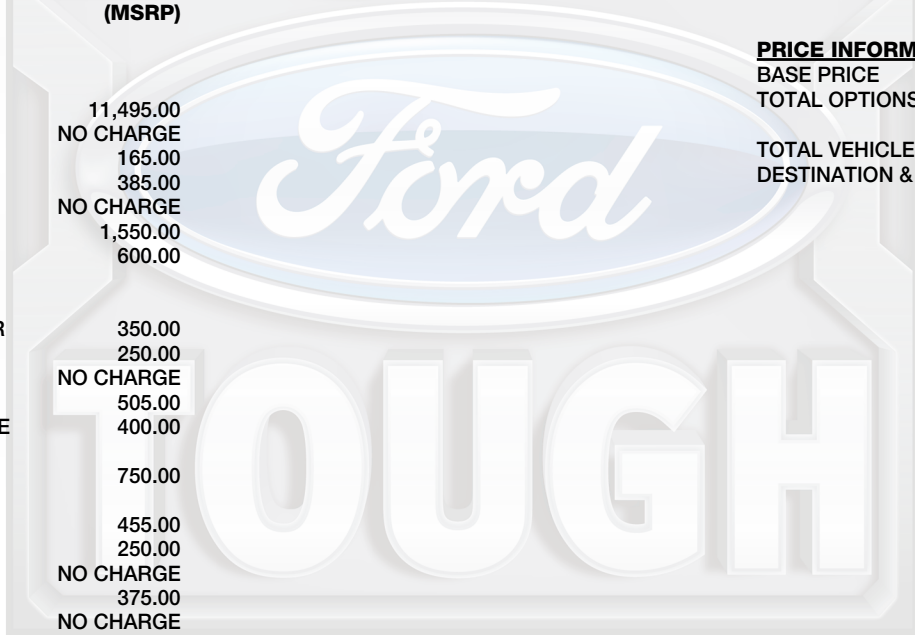 (MSRP)
11,495.00
NO CHARGE
165.00
385.00
NO CHARGE
1,550.00
600.00
R 350.00
250.00
NO CHARGE
505.00
E 400.00
750.00
455.00
250.00
NO CHARGE
375.00
NO CHARGE
PRICE INFORM
BASE PRICE
TOTAL OPTIONS
TOTAL VEHICLE
DESTINATION &
Ford
TOUGH